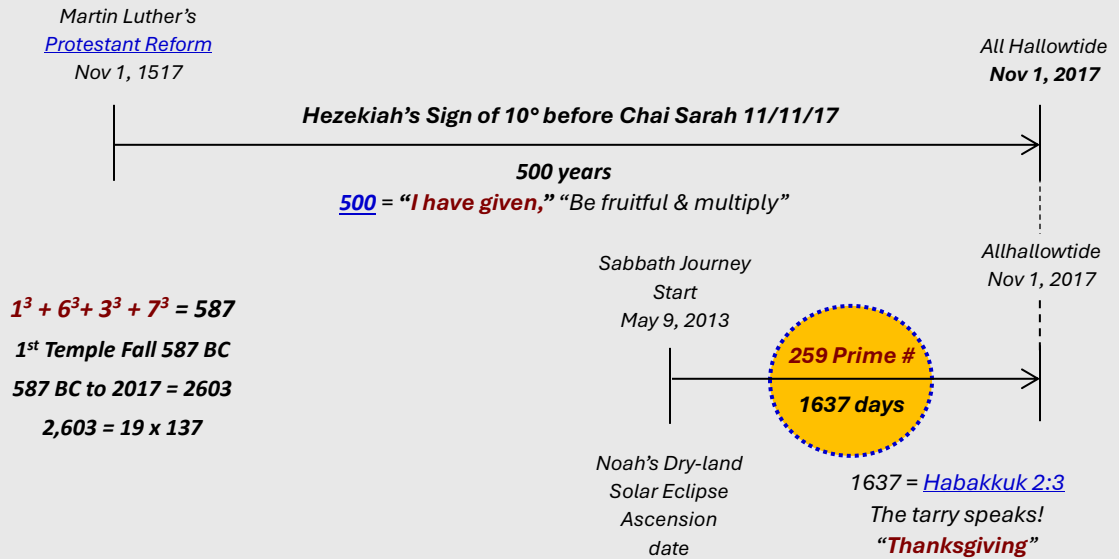 Martin Luther’s
Protestant Reform
Nov 1, 1517
All Hallowtide
Nov 1, 2017
Hezekiah’s Sign of 10° before Chai Sarah 11/11/17
500 years
500 = “I have given,” “Be fruitful & multiply”
1³ + 6³+ 3³ + 7³ = 587
1st Temple Fall 587 BC
587 BC to 2017 = 2603
2,603 = 19 x 137
Sabbath Journey
Start
May 9, 2013
Allhallowtide
Nov 1, 2017
259 Prime #
1637 days
Noah’s Dry-land
Solar Eclipse
Ascension
date
1637 = Habakkuk 2:3
The tarry speaks!
“Thanksgiving”